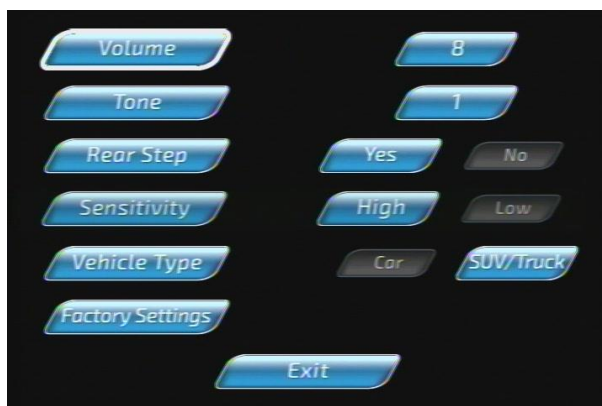 Volume 8
Tone 1
Rear Step Yes No
Sensitivity High Low
Vehicle Type Car SUV/Truck
Factory Settings
Exit